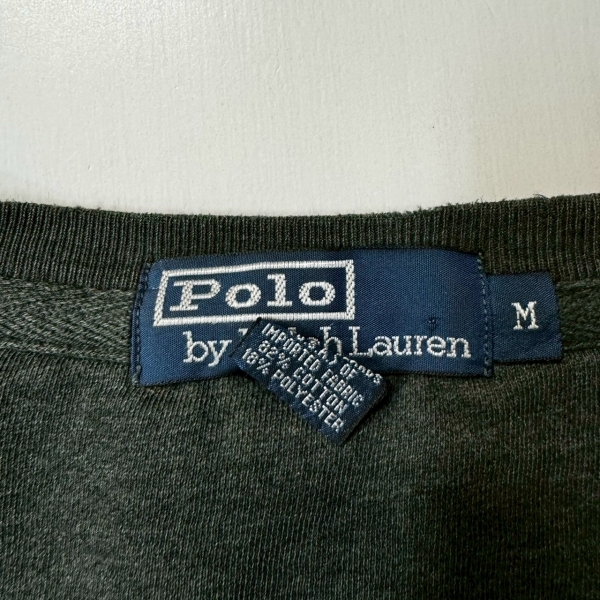 Polo
by Lauren
M
IMPORTED FABRIC
82% COTTON
18% POLYESTER